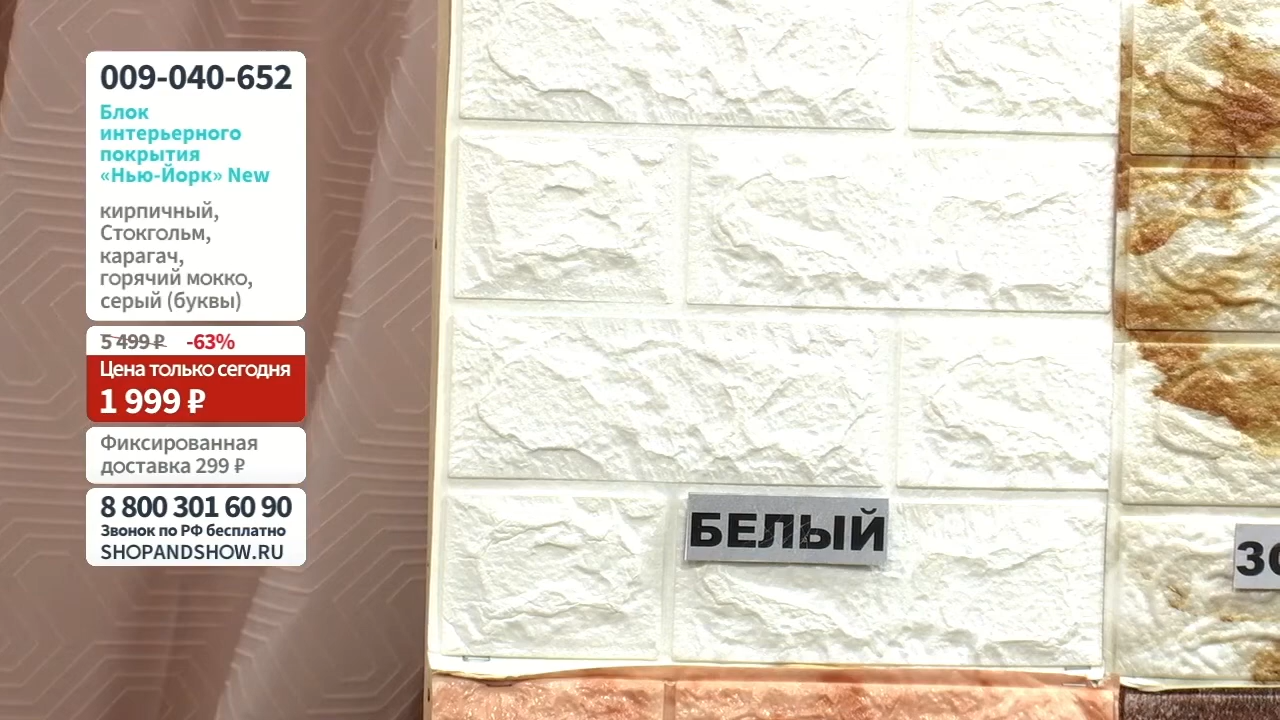 009-040-652
Блок
интерьерного
покрытия
«Нью-Йорк» New
кирпичный,
Стокгольм,
карагач,
горячий мокко,
серый (буквы)
5 499 ₽ -63%
Цена только сегодня
1 999 ₽
Фиксированная
доставка 299 ₽
8 800 301 60 90
Звонок по РФ бесплатно
SHOPANDSHOW.RU
БЕЛЫЙ